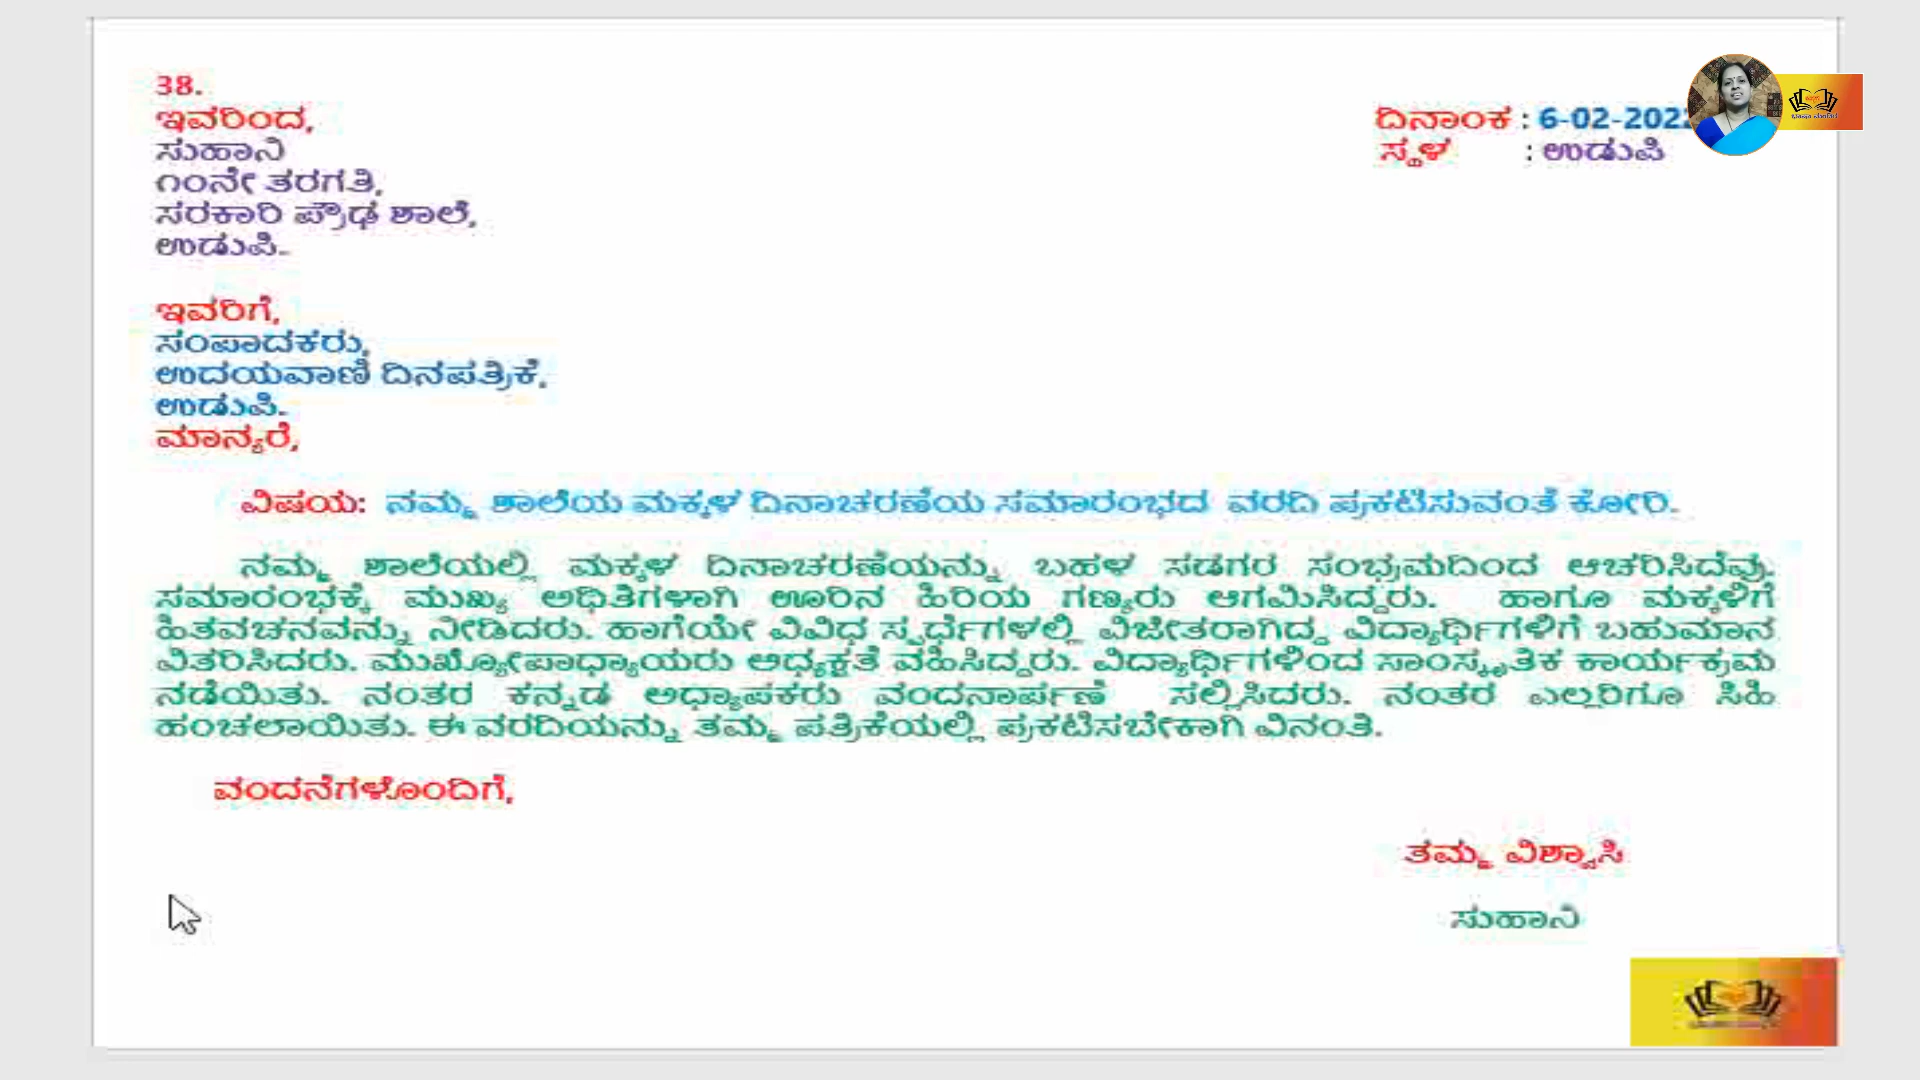 38.
ಇವರಿಂದ,
ದಿನಾಂಕ : 6-02-202
ಸುಹಾನಿ
ಸ್ಥಳ : ಉಡುಪಿ
೧೦ನೇ ತರಗತಿ,
ಸರಕಾರಿ ಪ್ರೌಢ ಶಾಲೆ,
ಉಡುಪಿ.
ಇವರಿಗೆ,
ಸಂಪಾದಕರು,
ಉದಯವಾಣಿ ದಿನಪತ್ರಿಕೆ,
ಉಡುಪಿ.
ಮಾನ್ಯರೆ,
ವಿಷಯ: ನಮ್ಮ ಶಾಲೆಯ ಮಕ್ಕಳ ದಿನಾಚರಣೆಯ ಸಮಾರಂಭದ ವರದಿ ಪ್ರಕಟಿಸುವಂತೆ ಕೋರಿ.
ನಮ್ಮ ಶಾಲೆಯಲ್ಲಿ ಮಕ್ಕಳ ದಿನಾಚರಣೆಯನ್ನು ಬಹಳ ಸಡಗರ ಸಂಭ್ರಮದಿಂದ ಆಚರಿಸಿದೆವು.
ಸಮಾರಂಭಕ್ಕೆ ಮುಖ್ಯ ಅಧಿತಿಗಳಾಗಿ ಊರಿನ ಹಿರಿಯ ಗಣ್ಯರು ಆಗಮಿಸಿದ್ದರು. ಹಾಗೂ ಮಕ್ಕಳಿಗೆ
ಹಿತವಚನವನ್ನು ನೀಡಿದರು. ಹಾಗೆಯೇ ವಿವಿಧ ಸ್ಪರ್ಧೆಗಳಲ್ಲಿ ವಿಜೇತರಾಗಿದ್ದ ವಿದ್ಯಾರ್ಥಿಗಳಿಗೆ ಬಹುಮಾನ
ವಿತರಿಸಿದರು. ಮುಖ್ಯೋಪಾಧ್ಯಾಯರು ಅಧ್ಯಕ್ಷತೆ ವಹಿಸಿದ್ದರು. ವಿದ್ಯಾರ್ಥಿಗಳಿಂದ ಸಾಂಸ್ಕೃತಿಕ ಕಾರ್ಯಕ್ರಮ
ನಡೆಯಿತು. ನಂತರ ಕನ್ನಡ ಅಧ್ಯಾಪಕರು ವಂದನಾರ್ಪಣೆ ಸಲ್ಲಿಸಿದರು. ನಂತರ ಎಲ್ಲರಿಗೂ ಸಿಹಿ
ಹಂಚಲಾಯಿತು. ಈ ವರದಿಯನ್ನು ತಮ್ಮ ಪತ್ರಿಕೆಯಲ್ಲಿ ಪ್ರಕಟಿಸಬೇಕಾಗಿ ವಿನಂತಿ.
ವಂದನೆಗಳೊಂದಿಗೆ,
ತಮ್ಮ ವಿಶ್ವಾಸಿ
ಸುಹಾನಿ